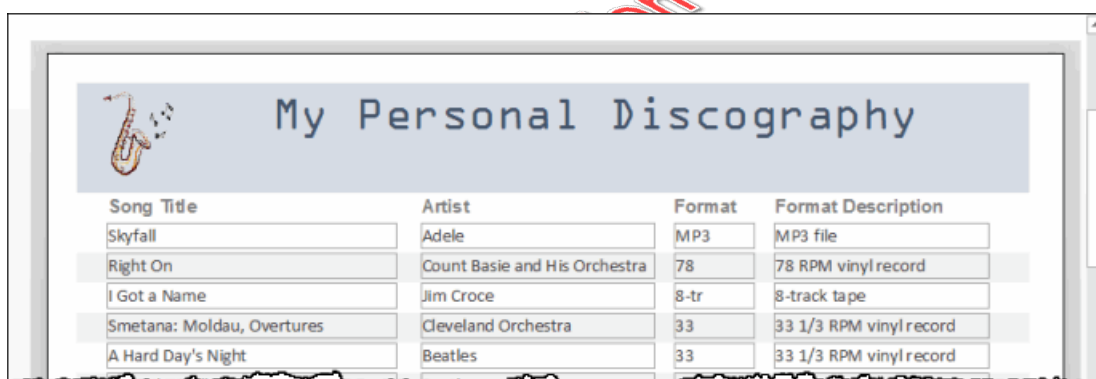 My Personal Discography
Song Title Artist Format Format Description
Skyfall Adele MP3 MP3 file
Right On Count Basie and His Orchestra 78 78 RPM vinyl record
I Got a Name Jim Croce 8-tr 8-track tape
Smetana: Moldau, Overtures Cleveland Orchestra 33 33 1/3 RPM vinyl record
A Hard Day's Night Beatles 33 33 1/3 RPM vinyl record